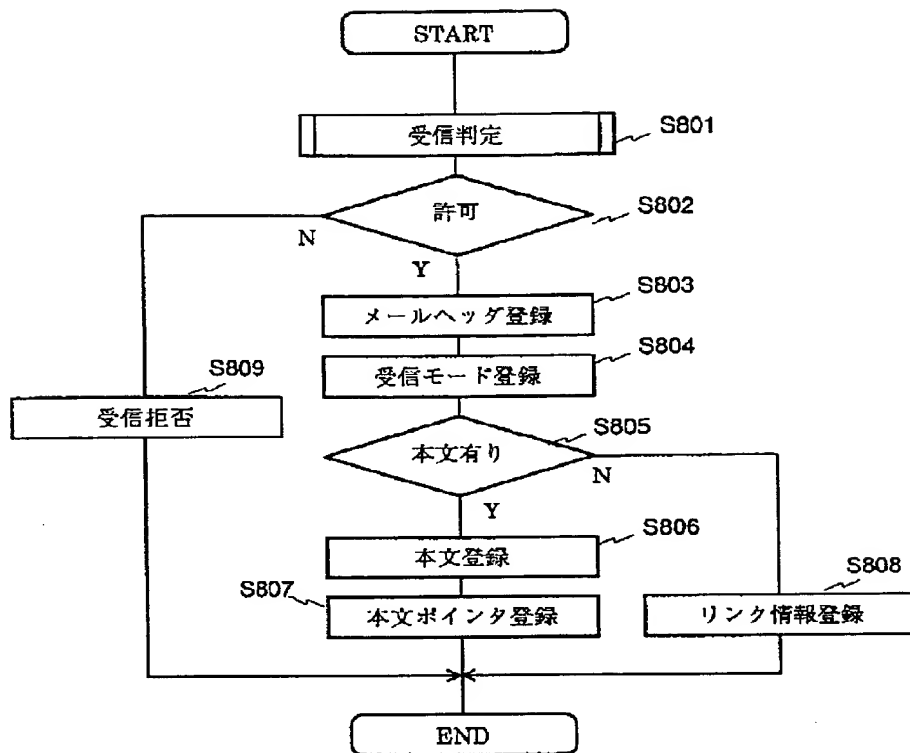 START
受信判定
S801
許可
S802
N
Y
メールヘッダ登録
S803
受信モード登録
S804
S809
受信拒否
本文有り
S805
N
Y
本文登録
S806
S807
本文ポインタ登録
S808
リンク情報登録
END